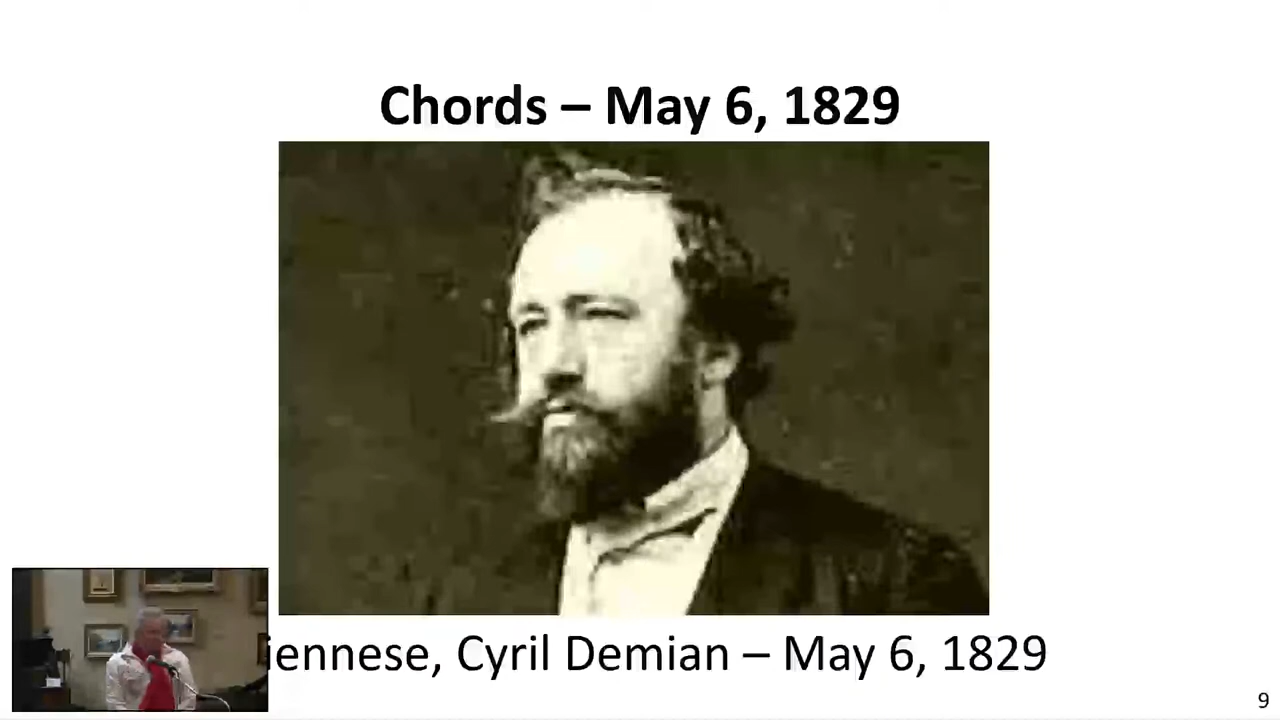 Chords – May 6, 1829
iennese, Cyril Demian – May 6, 1829
9